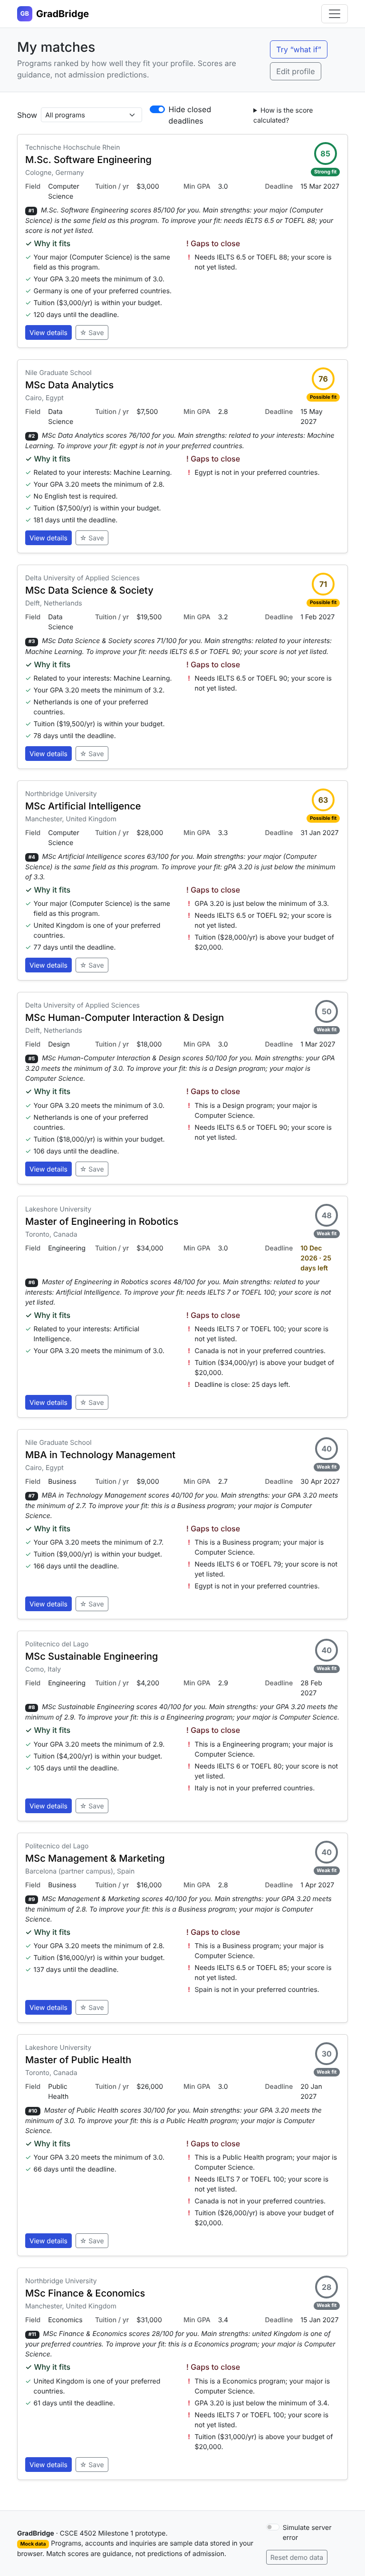 GB GradBridge
My matches
Programs ranked by how well they fit your profile. Scores are
guidance, not admission predictions.
Try "what if"
Edit profile
Show All programs
Hide closed
deadlines
How is the score
calculated?
Technische Hochschule Rhein
M.Sc. Software Engineering
Cologne, Germany
85
Strong fit
Field Computer Science Tuition / yr $3,000 Min GPA 3.0 Deadline 15 Mar 2027
#1 M.Sc. Software Engineering scores 85/100 for you. Main strengths: your major (Computer
Science) is the same field as this program. To improve your fit: needs IELTS 6.5 or TOEFL 88; your
score is not yet listed.
✓ Why it fits
✓ Your major (Computer Science) is the same
field as this program.
✓ Your GPA 3.20 meets the minimum of 3.0.
✓ Germany is one of your preferred countries.
✓ Tuition ($3,000/yr) is within your budget.
✓ 120 days until the deadline.
! Gaps to close
! Needs IELTS 6.5 or TOEFL 88; your score is
not yet listed.
View details ☆ Save
Nile Graduate School
MSc Data Analytics
Cairo, Egypt
76
Possible fit
Field Data Science Tuition / yr $7,500 Min GPA 2.8 Deadline 15 May 2027
#2 MSc Data Analytics scores 76/100 for you. Main strengths: related to your interests: Machine
Learning. To improve your fit: egypt is not in your preferred countries.
✓ Why it fits
✓ Related to your interests: Machine Learning.
✓ Your GPA 3.20 meets the minimum of 2.8.
✓ No English test is required.
✓ Tuition ($7,500/yr) is within your budget.
✓ 181 days until the deadline.
! Gaps to close
! Egypt is not in your preferred countries.
View details ☆ Save
Delta University of Applied Sciences
MSc Data Science & Society
Delft, Netherlands
71
Possible fit
Field Data Science Tuition / yr $19,500 Min GPA 3.2 Deadline 1 Feb 2027
#3 MSc Data Science & Society scores 71/100 for you. Main strengths: related to your interests:
Machine Learning. To improve your fit: needs IELTS 6.5 or TOEFL 90; your score is not yet listed.
✓ Why it fits
✓ Related to your interests: Machine Learning.
✓ Your GPA 3.20 meets the minimum of 3.2.
✓ Netherlands is one of your preferred
countries.
✓ Tuition ($19,500/yr) is within your budget.
✓ 78 days until the deadline.
! Gaps to close
! Needs IELTS 6.5 or TOEFL 90; your score is
not yet listed.
View details ☆ Save
Northbridge University
MSc Artificial Intelligence
Manchester, United Kingdom
63
Possible fit
Field Computer Science Tuition / yr $28,000 Min GPA 3.3 Deadline 31 Jan 2027
#4 MSc Artificial Intelligence scores 63/100 for you. Main strengths: your major (Computer
Science) is the same field as this program. To improve your fit: gPA 3.20 is just below the minimum
of 3.3.
✓ Why it fits
✓ Your major (Computer Science) is the same
field as this program.
✓ United Kingdom is one of your preferred
countries.
✓ 77 days until the deadline.
! Gaps to close
! GPA 3.20 is just below the minimum of 3.3.
! Needs IELTS 6.5 or TOEFL 92; your score is
not yet listed.
! Tuition ($28,000/yr) is above your budget of
$20,000.
View details ☆ Save
Delta University of Applied Sciences
MSc Human-Computer Interaction & Design
Delft, Netherlands
50
Weak fit
Field Design Tuition / yr $18,000 Min GPA 3.0 Deadline 1 Mar 2027
#5 MSc Human-Computer Interaction & Design scores 50/100 for you. Main strengths: your GPA
3.20 meets the minimum of 3.0. To improve your fit: this is a Design program; your major is
Computer Science.
✓ Why it fits
✓ Your GPA 3.20 meets the minimum of 3.0.
✓ Netherlands is one of your preferred
countries.
✓ Tuition ($18,000/yr) is within your budget.
✓ 106 days until the deadline.
! Gaps to close
! This is a Design program; your major is
Computer Science.
! Needs IELTS 6.5 or TOEFL 90; your score is
not yet listed.
View details ☆ Save
Lakeshore University
Master of Engineering in Robotics
Toronto, Canada
48
Weak fit
Field Engineering Tuition / yr $34,000 Min GPA 3.0 Deadline 10 Dec 2026 · 25 days left
#6 Master of Engineering in Robotics scores 48/100 for you. Main strengths: related to your
interests: Artificial Intelligence. To improve your fit: needs IELTS 7 or TOEFL 100; your score is not
yet listed.
✓ Why it fits
✓ Related to your interests: Artificial
Intelligence.
✓ Your GPA 3.20 meets the minimum of 3.0.
! Gaps to close
! Needs IELTS 7 or TOEFL 100; your score is
not yet listed.
! Canada is not in your preferred countries.
! Tuition ($34,000/yr) is above your budget of
$20,000.
! Deadline is close: 25 days left.
View details ☆ Save
Nile Graduate School
MBA in Technology Management
Cairo, Egypt
40
Weak fit
Field Business Tuition / yr $9,000 Min GPA 2.7 Deadline 30 Apr 2027
#7 MBA in Technology Management scores 40/100 for you. Main strengths: your GPA 3.20 meets
the minimum of 2.7. To improve your fit: this is a Business program; your major is Computer
Science.
✓ Why it fits
✓ Your GPA 3.20 meets the minimum of 2.7.
✓ Tuition ($9,000/yr) is within your budget.
✓ 166 days until the deadline.
! Gaps to close
! This is a Business program; your major is
Computer Science.
! Needs IELTS 6 or TOEFL 79; your score is not
yet listed.
! Egypt is not in your preferred countries.
View details ☆ Save
Politecnico del Lago
MSc Sustainable Engineering
Como, Italy
40
Weak fit
Field Engineering Tuition / yr $4,200 Min GPA 2.9 Deadline 28 Feb 2027
#8 MSc Sustainable Engineering scores 40/100 for you. Main strengths: your GPA 3.20 meets the
minimum of 2.9. To improve your fit: this is a Engineering program; your major is Computer Science.
✓ Why it fits
✓ Your GPA 3.20 meets the minimum of 2.9.
✓ Tuition ($4,200/yr) is within your budget.
✓ 105 days until the deadline.
! Gaps to close
! This is a Engineering program; your major is
Computer Science.
! Needs IELTS 6 or TOEFL 80; your score is not
yet listed.
! Italy is not in your preferred countries.
View details ☆ Save
Politecnico del Lago
MSc Management & Marketing
Barcelona (partner campus), Spain
40
Weak fit
Field Business Tuition / yr $16,000 Min GPA 2.8 Deadline 1 Apr 2027
#9 MSc Management & Marketing scores 40/100 for you. Main strengths: your GPA 3.20 meets
the minimum of 2.8. To improve your fit: this is a Business program; your major is Computer
Science.
✓ Why it fits
✓ Your GPA 3.20 meets the minimum of 2.8.
✓ Tuition ($16,000/yr) is within your budget.
✓ 137 days until the deadline.
! Gaps to close
! This is a Business program; your major is
Computer Science.
! Needs IELTS 6.5 or TOEFL 85; your score is
not yet listed.
! Spain is not in your preferred countries.
View details ☆ Save
Lakeshore University
Master of Public Health
Toronto, Canada
30
Weak fit
Field Public Health Tuition / yr $26,000 Min GPA 3.0 Deadline 20 Jan 2027
#10 Master of Public Health scores 30/100 for you. Main strengths: your GPA 3.20 meets the
minimum of 3.0. To improve your fit: this is a Public Health program; your major is Computer
Science.
✓ Why it fits
✓ Your GPA 3.20 meets the minimum of 3.0.
✓ 66 days until the deadline.
! Gaps to close
! This is a Public Health program; your major is
Computer Science.
! Needs IELTS 7 or TOEFL 100; your score is
not yet listed.
! Canada is not in your preferred countries.
! Tuition ($26,000/yr) is above your budget of
$20,000.
View details ☆ Save
Northbridge University
MSc Finance & Economics
Manchester, United Kingdom
28
Weak fit
Field Economics Tuition / yr $31,000 Min GPA 3.4 Deadline 15 Jan 2027
#11 MSc Finance & Economics scores 28/100 for you. Main strengths: united Kingdom is one of
your preferred countries. To improve your fit: this is a Economics program; your major is Computer
Science.
✓ Why it fits
✓ United Kingdom is one of your preferred
countries.
✓ 61 days until the deadline.
! Gaps to close
! This is a Economics program; your major is
Computer Science.
! GPA 3.20 is just below the minimum of 3.4.
! Needs IELTS 7 or TOEFL 100; your score is
not yet listed.
! Tuition ($31,000/yr) is above your budget of
$20,000.
View details ☆ Save
GradBridge · CSCE 4502 Milestone 1 prototype.
Mock data Programs, accounts and inquiries are sample data stored in your
browser. Match scores are guidance, not predictions of admission.
Simulate server
error
Reset demo data